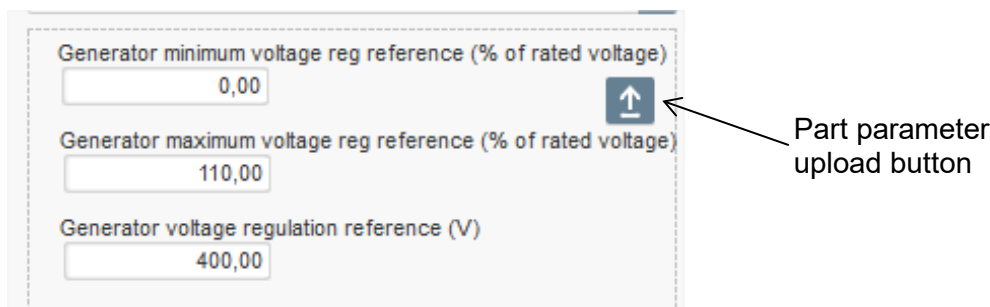 Generator minimum voltage reg reference (% of rated voltage)
0,00
Generator maximum voltage reg reference (% of rated voltage)
110,00
Part parameter
upload button
Generator voltage regulation reference (V)
400,00